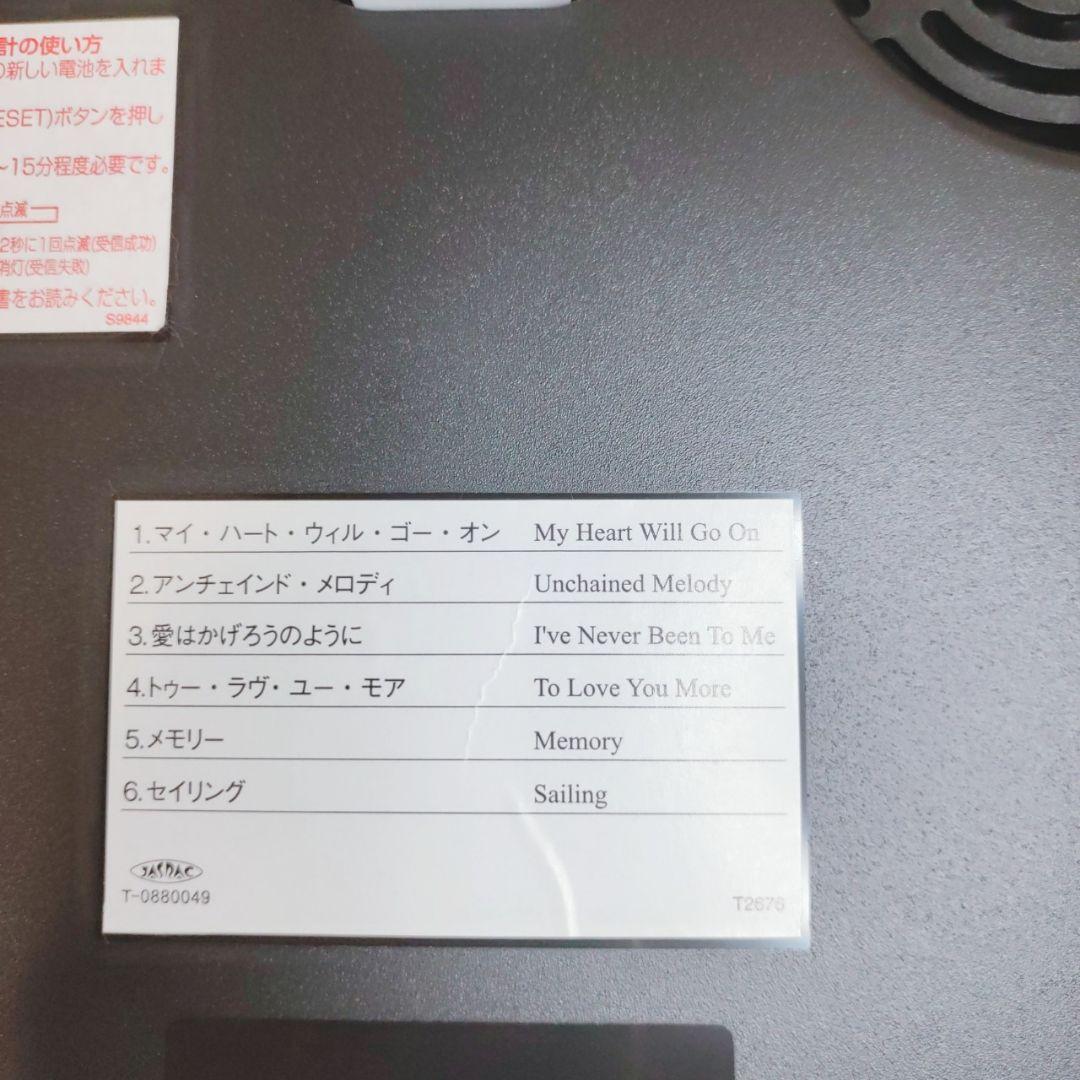 計の使い方
の新しい電池を入れま
ESET)ボタンを押し
~15分程度必要です。
点滅
2秒に1回点滅(受信成功)
消灯(受信失敗)
書をお読みください。
S9844
1.マイ・ハート・ウィル・ゴー・オン My Heart Will Go On
2.アンチェインド・メロディ Unchained Melody
3.愛はかげろうのように I've Never Been To Me
4.トゥー・ラヴ・ユー・モア To Love You More
5.メモリー Memory
6.セイリング Sailing
JASRAC
T-0880049
T2676